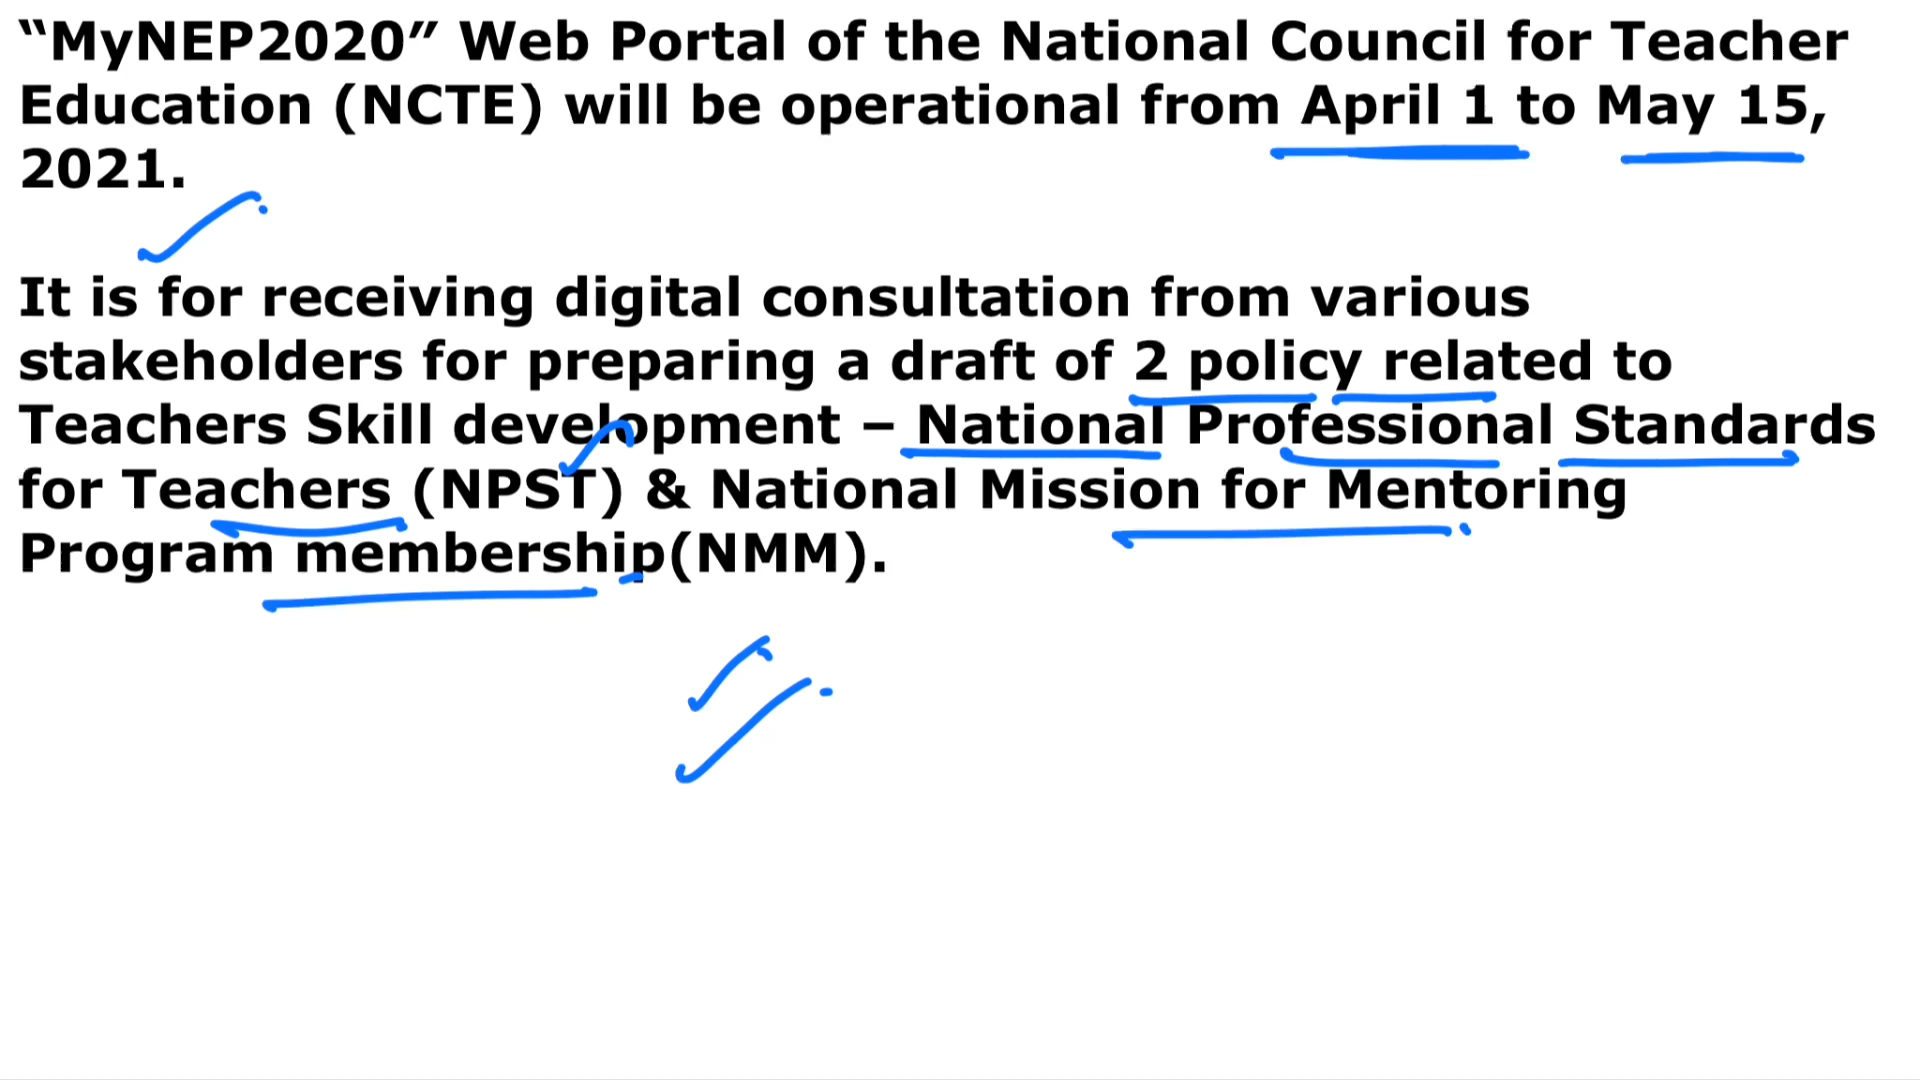 “MyNEP2020” Web Portal of the National Council for Teacher
Education (NCTE) will be operational from April 1 to May 15,
2021.
It is for receiving digital consultation from various
stakeholders for preparing a draft of 2 policy related to
Teachers Skill development – National Professional Standards
for Teachers (NPST) & National Mission for Mentoring
Program membership(NMM).